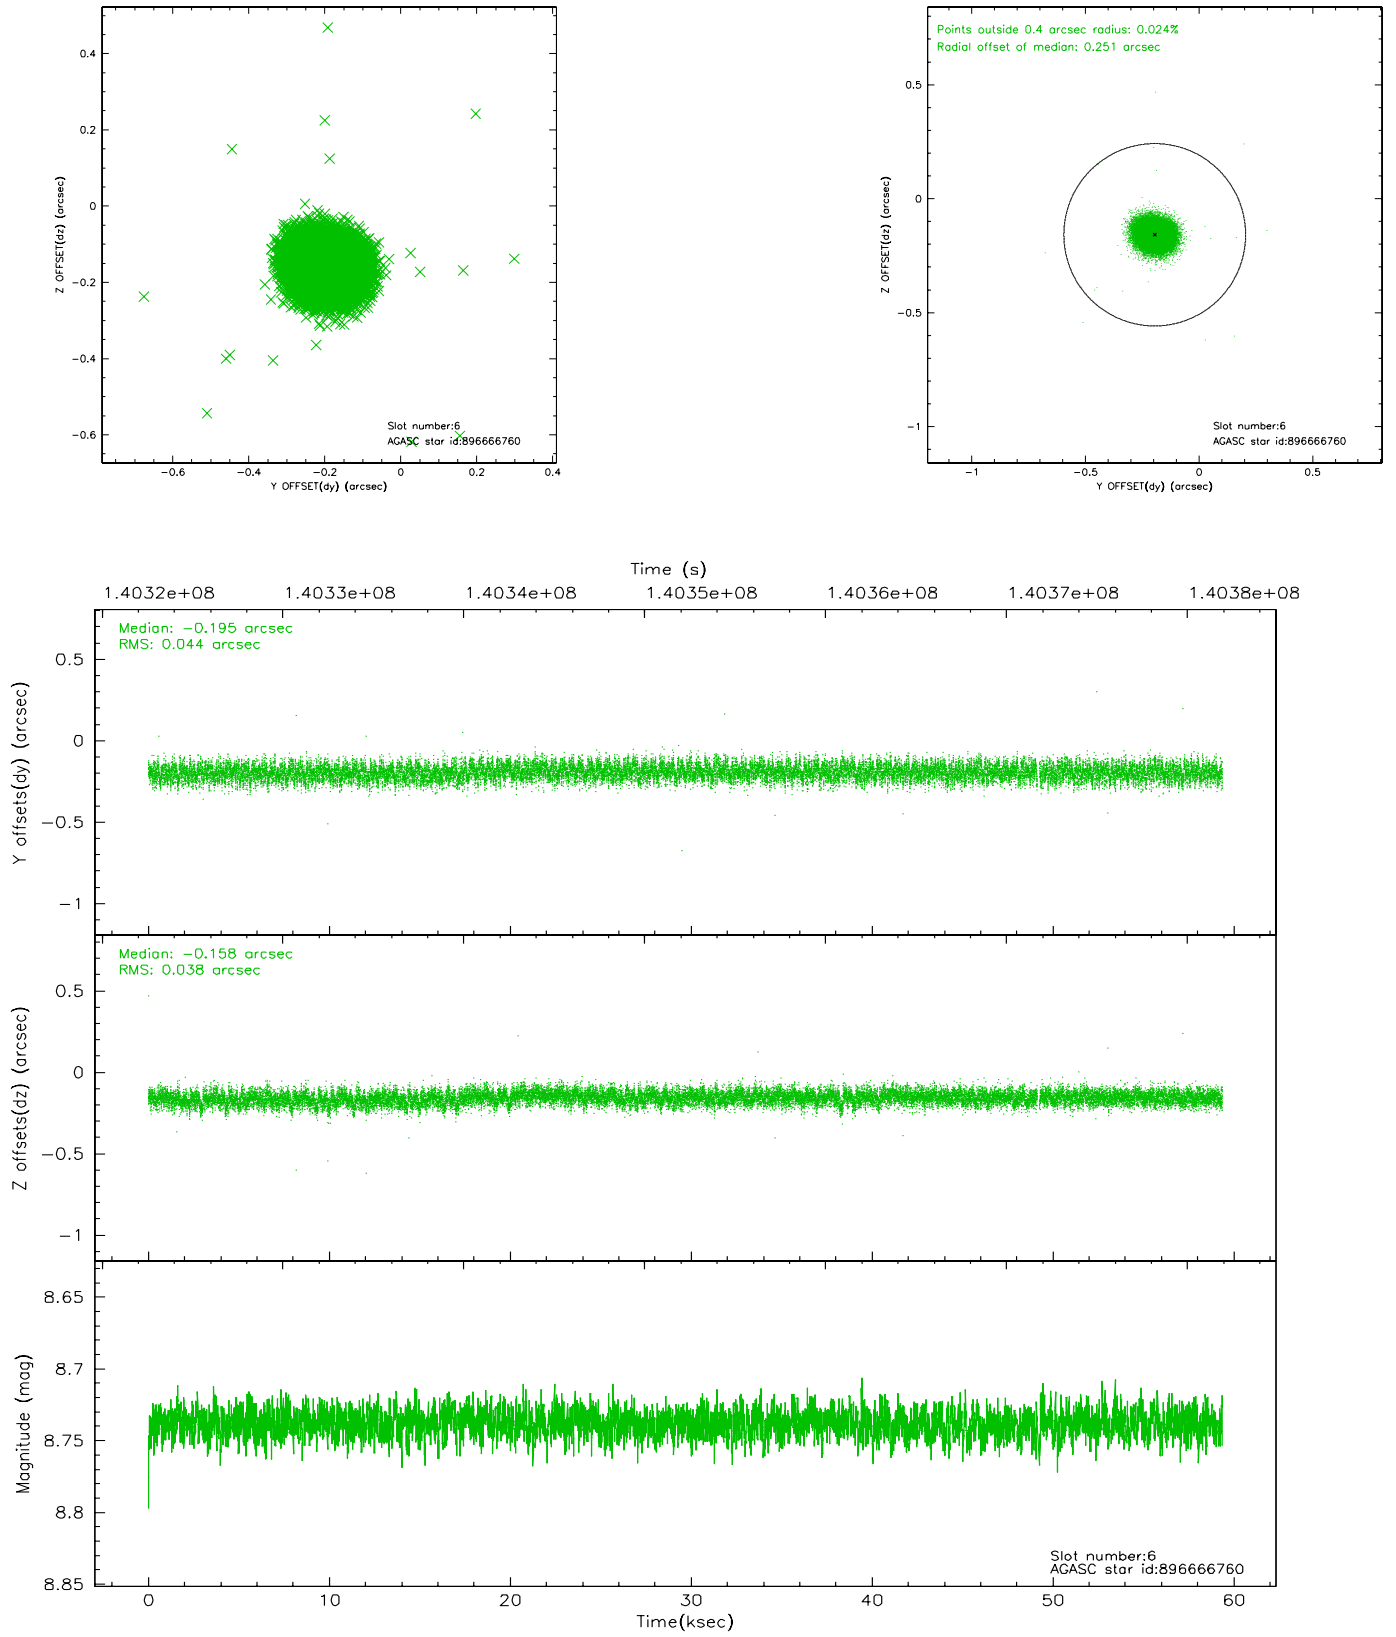 0.4
0.2
0
−0.2
−0.4
−0.6
Z OFFSET(dz) (arcsec)
Slot number:6
AGASC star id:896666760
−0.6
−0.4
−0.2
0
0.2
0.4
Y OFFSET(dy) (arcsec)
Points outside 0.4 arcsec radius: 0.024%
Radial offset of median: 0.251 arcsec
0.5
0
−0.5
−1
Z OFFSET(dz) (arcsec)
Slot number:6
AGASC star id:896666760
−1
−0.5
0
0.5
Y OFFSET(dy) (arcsec)
Time (s)
1.4032e+08
1.4033e+08
1.4034e+08
1.4035e+08
1.4036e+08
1.4037e+08
1.4038e+08
Median: −0.195 arcsec
RMS: 0.044 arcsec
0.5
0
−0.5
−1
Y offsets(dy) (arcsec)
Median: −0.158 arcsec
RMS: 0.038 arcsec
0.5
0
−0.5
−1
Z offsets(dz) (arcsec)
8.65
8.7
8.75
8.8
8.85
Magnitude (mag)
Slot number:6
AGASC star id:896666760
0
10
20
30
40
50
60
Time(ksec)